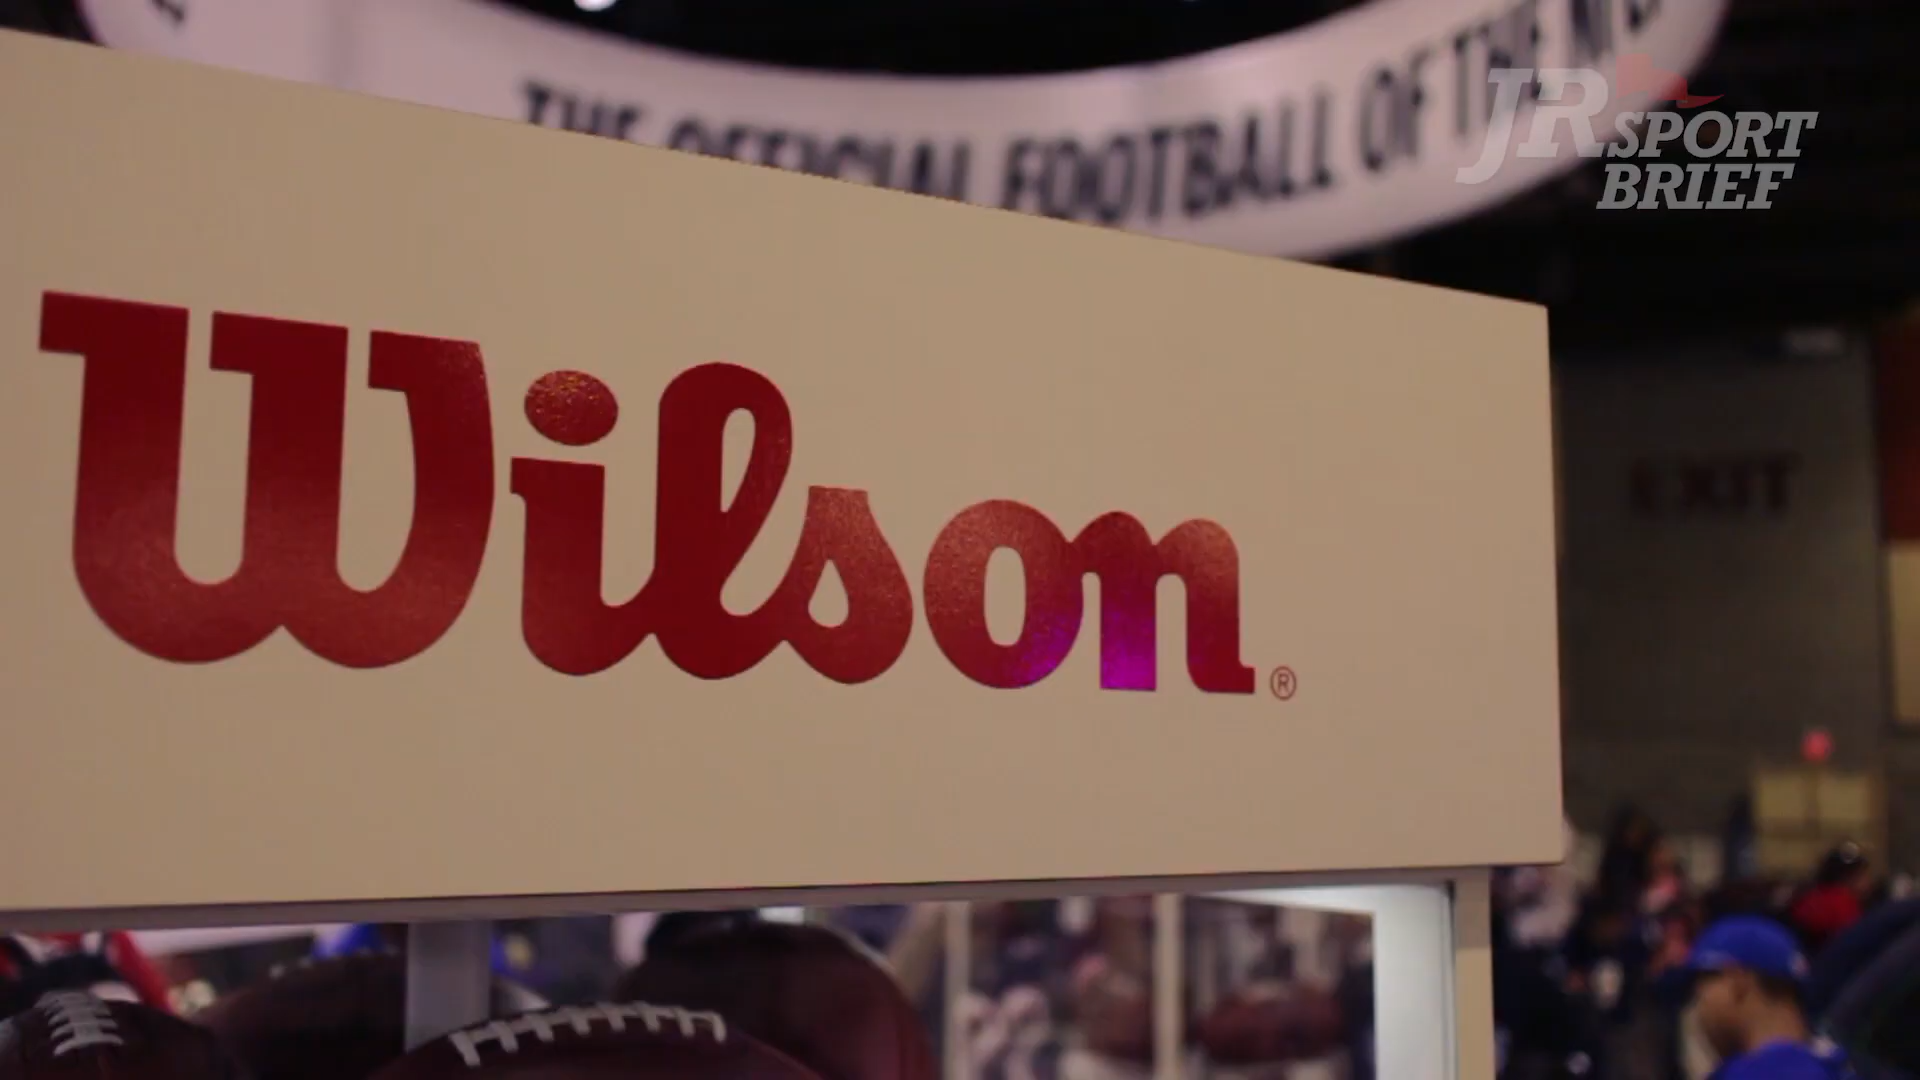 THE OFFICIAL FOOTBALL OF THE
JR SPORT
BRIEF
Wilson®
EXIT